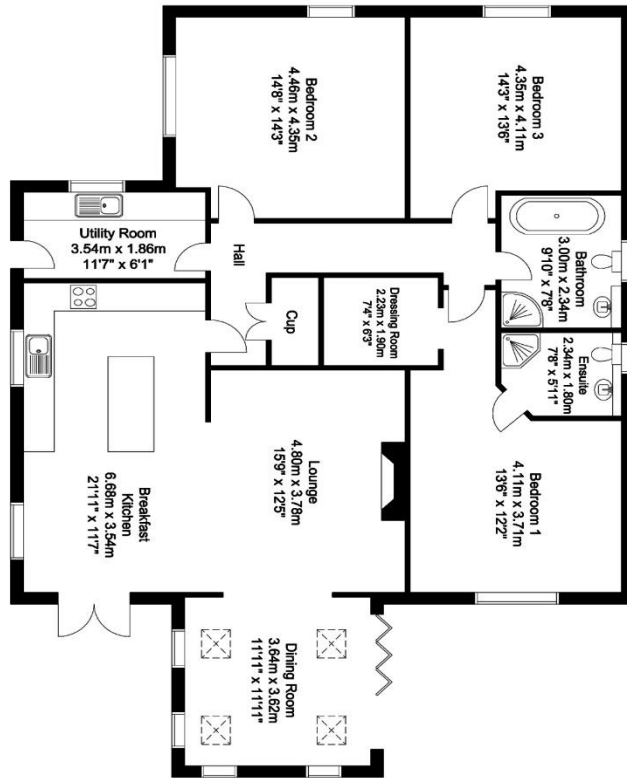 Bedroom 2
4.46m x 4.35m
14'8" x 14'3"
Bedroom 3
4.35m x 4.11m
14'3" x 13'6"
Utility Room
3.54m x 1.86m
11'7" x 6'1"
Hall
Bathroom
3.00m x 2.34m
9'10" x 7'8"
Cup
Dressing Room
2.23m x 1.90m
7'4" x 6'3"
Ensuite
2.34m x 1.80m
7'8" x 5'11"
Breakfast
Kitchen
6.68m x 3.54m
21'11" x 11'7"
Lounge
4.80m x 3.78m
15'9" x 12'5"
Bedroom 1
4.11m x 3.71m
13'6" x 12'2"
Dining Room
3.64m x 3.62m
11'11" x 11'11"